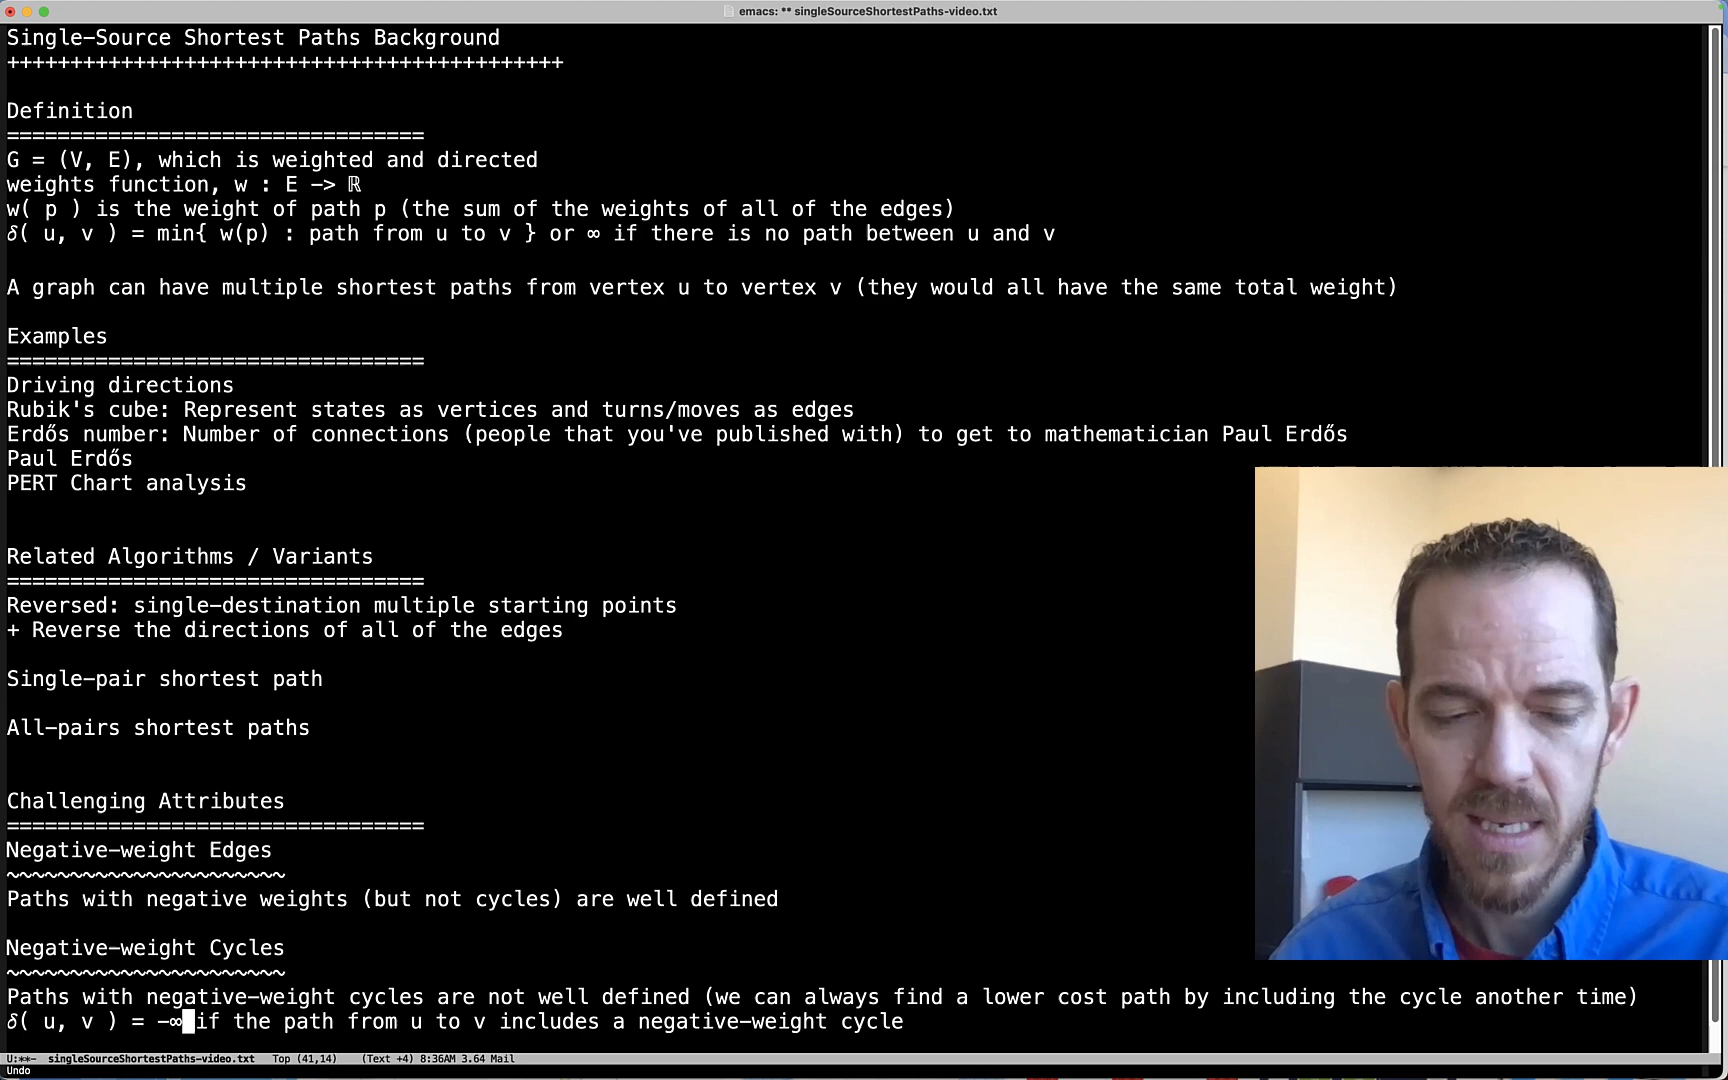 emacs: ** singleSourceShortestPaths-video.txt
Single-Source Shortest Paths Background
++++++++++++++++++++++++++++++++++++++++++++
Definition
=================================
G = (V, E), which is weighted and directed
weights function, w : E -> ℝ
w( p ) is the weight of path p (the sum of the weights of all of the edges)
δ( u, v ) = min{ w(p) : path from u to v } or ∞ if there is no path between u and v
A graph can have multiple shortest paths from vertex u to vertex v (they would all have the same total weight)
Examples
=================================
Driving directions
Rubik's cube: Represent states as vertices and turns/moves as edges
Erdős number: Number of connections (people that you've published with) to get to mathematician Paul Erdős
Paul Erdős
PERT Chart analysis
Related Algorithms / Variants
=================================
Reversed: single-destination multiple starting points
+ Reverse the directions of all of the edges
Single-pair shortest path
All-pairs shortest paths
Challenging Attributes
=================================
Negative-weight Edges
~~~~~~~~~~~~~~~~~~~~~~
Paths with negative weights (but not cycles) are well defined
Negative-weight Cycles
~~~~~~~~~~~~~~~~~~~~~~
Paths with negative-weight cycles are not well defined (we can always find a lower cost path by including the cycle another time)
δ( u, v ) = -∞ if the path from u to v includes a negative-weight cycle
U:**- singleSourceShortestPaths-video.txt Top (41,14) (Text +4) 8:36AM 3.64 Mail
Undo